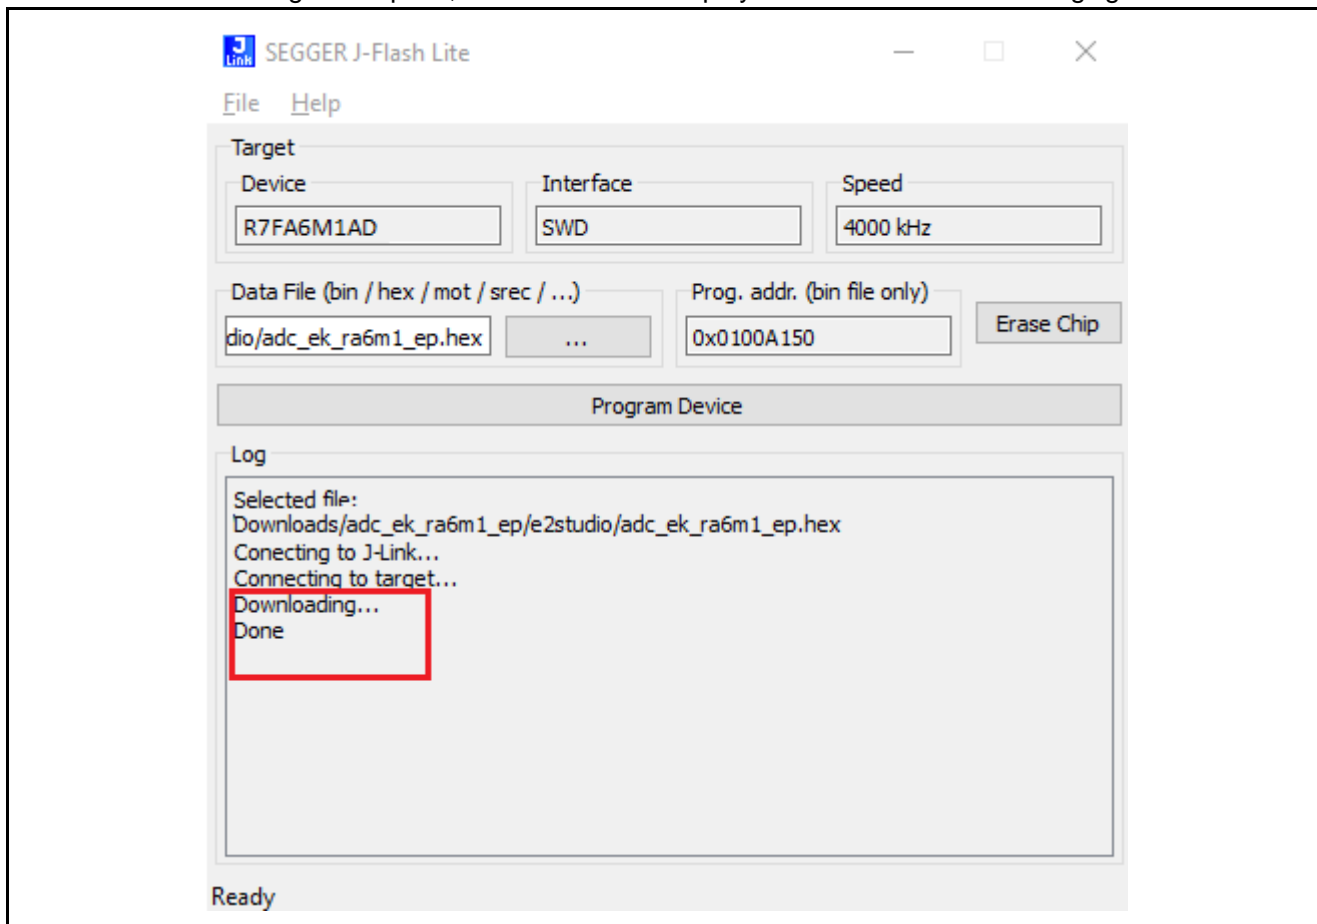 J
Link
SEGGER J-Flash Lite
File Help
Target
Device Interface Speed
R7FA6M1AD SWD 4000 kHz
Data File (bin / hex / mot / srec / ...) Prog. addr. (bin file only)
dio/adc_ek_ra6m1_ep.hex ... 0x0100A150 Erase Chip
Program Device
Log
Selected file:
Downloads/adc_ek_ra6m1_ep/e2studio/adc_ek_ra6m1_ep.hex
Conecting to J-Link...
Connecting to target...
Downloading...
Done
Ready